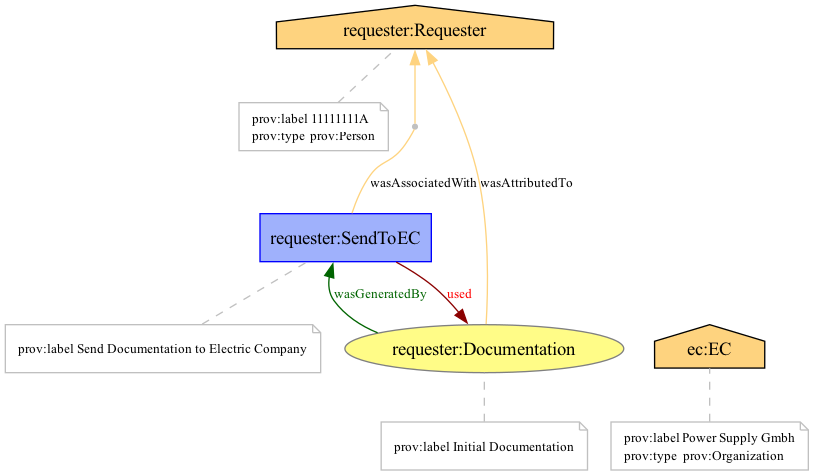 requester:Requester
prov:label 11111111A
prov:type prov:Person
wasAssociatedWith
wasAttributedTo
requester:SendToEC
wasGeneratedBy
used
prov:label Send Documentation to Electric Company
requester:Documentation
ec:EC
prov:label Initial Documentation
prov:label Power Supply Gmbh
prov:type prov:Organization